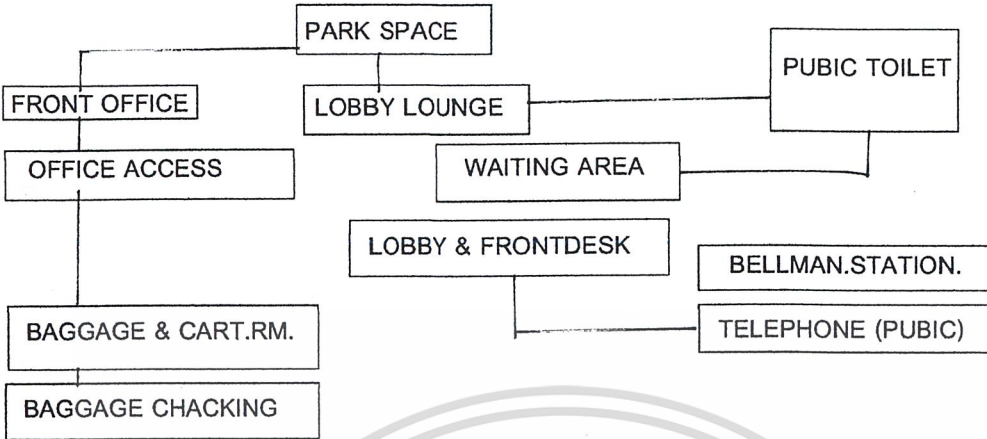 PARK SPACE
PUBIC TOILET
FRONT OFFICE
LOBBY LOUNGE
OFFICE ACCESS
WAITING AREA
LOBBY & FRONTDESK
BELLMAN.STATION.
BAGGAGE & CART.RM.
TELEPHONE (PUBIC)
BAGGAGE CHACKING